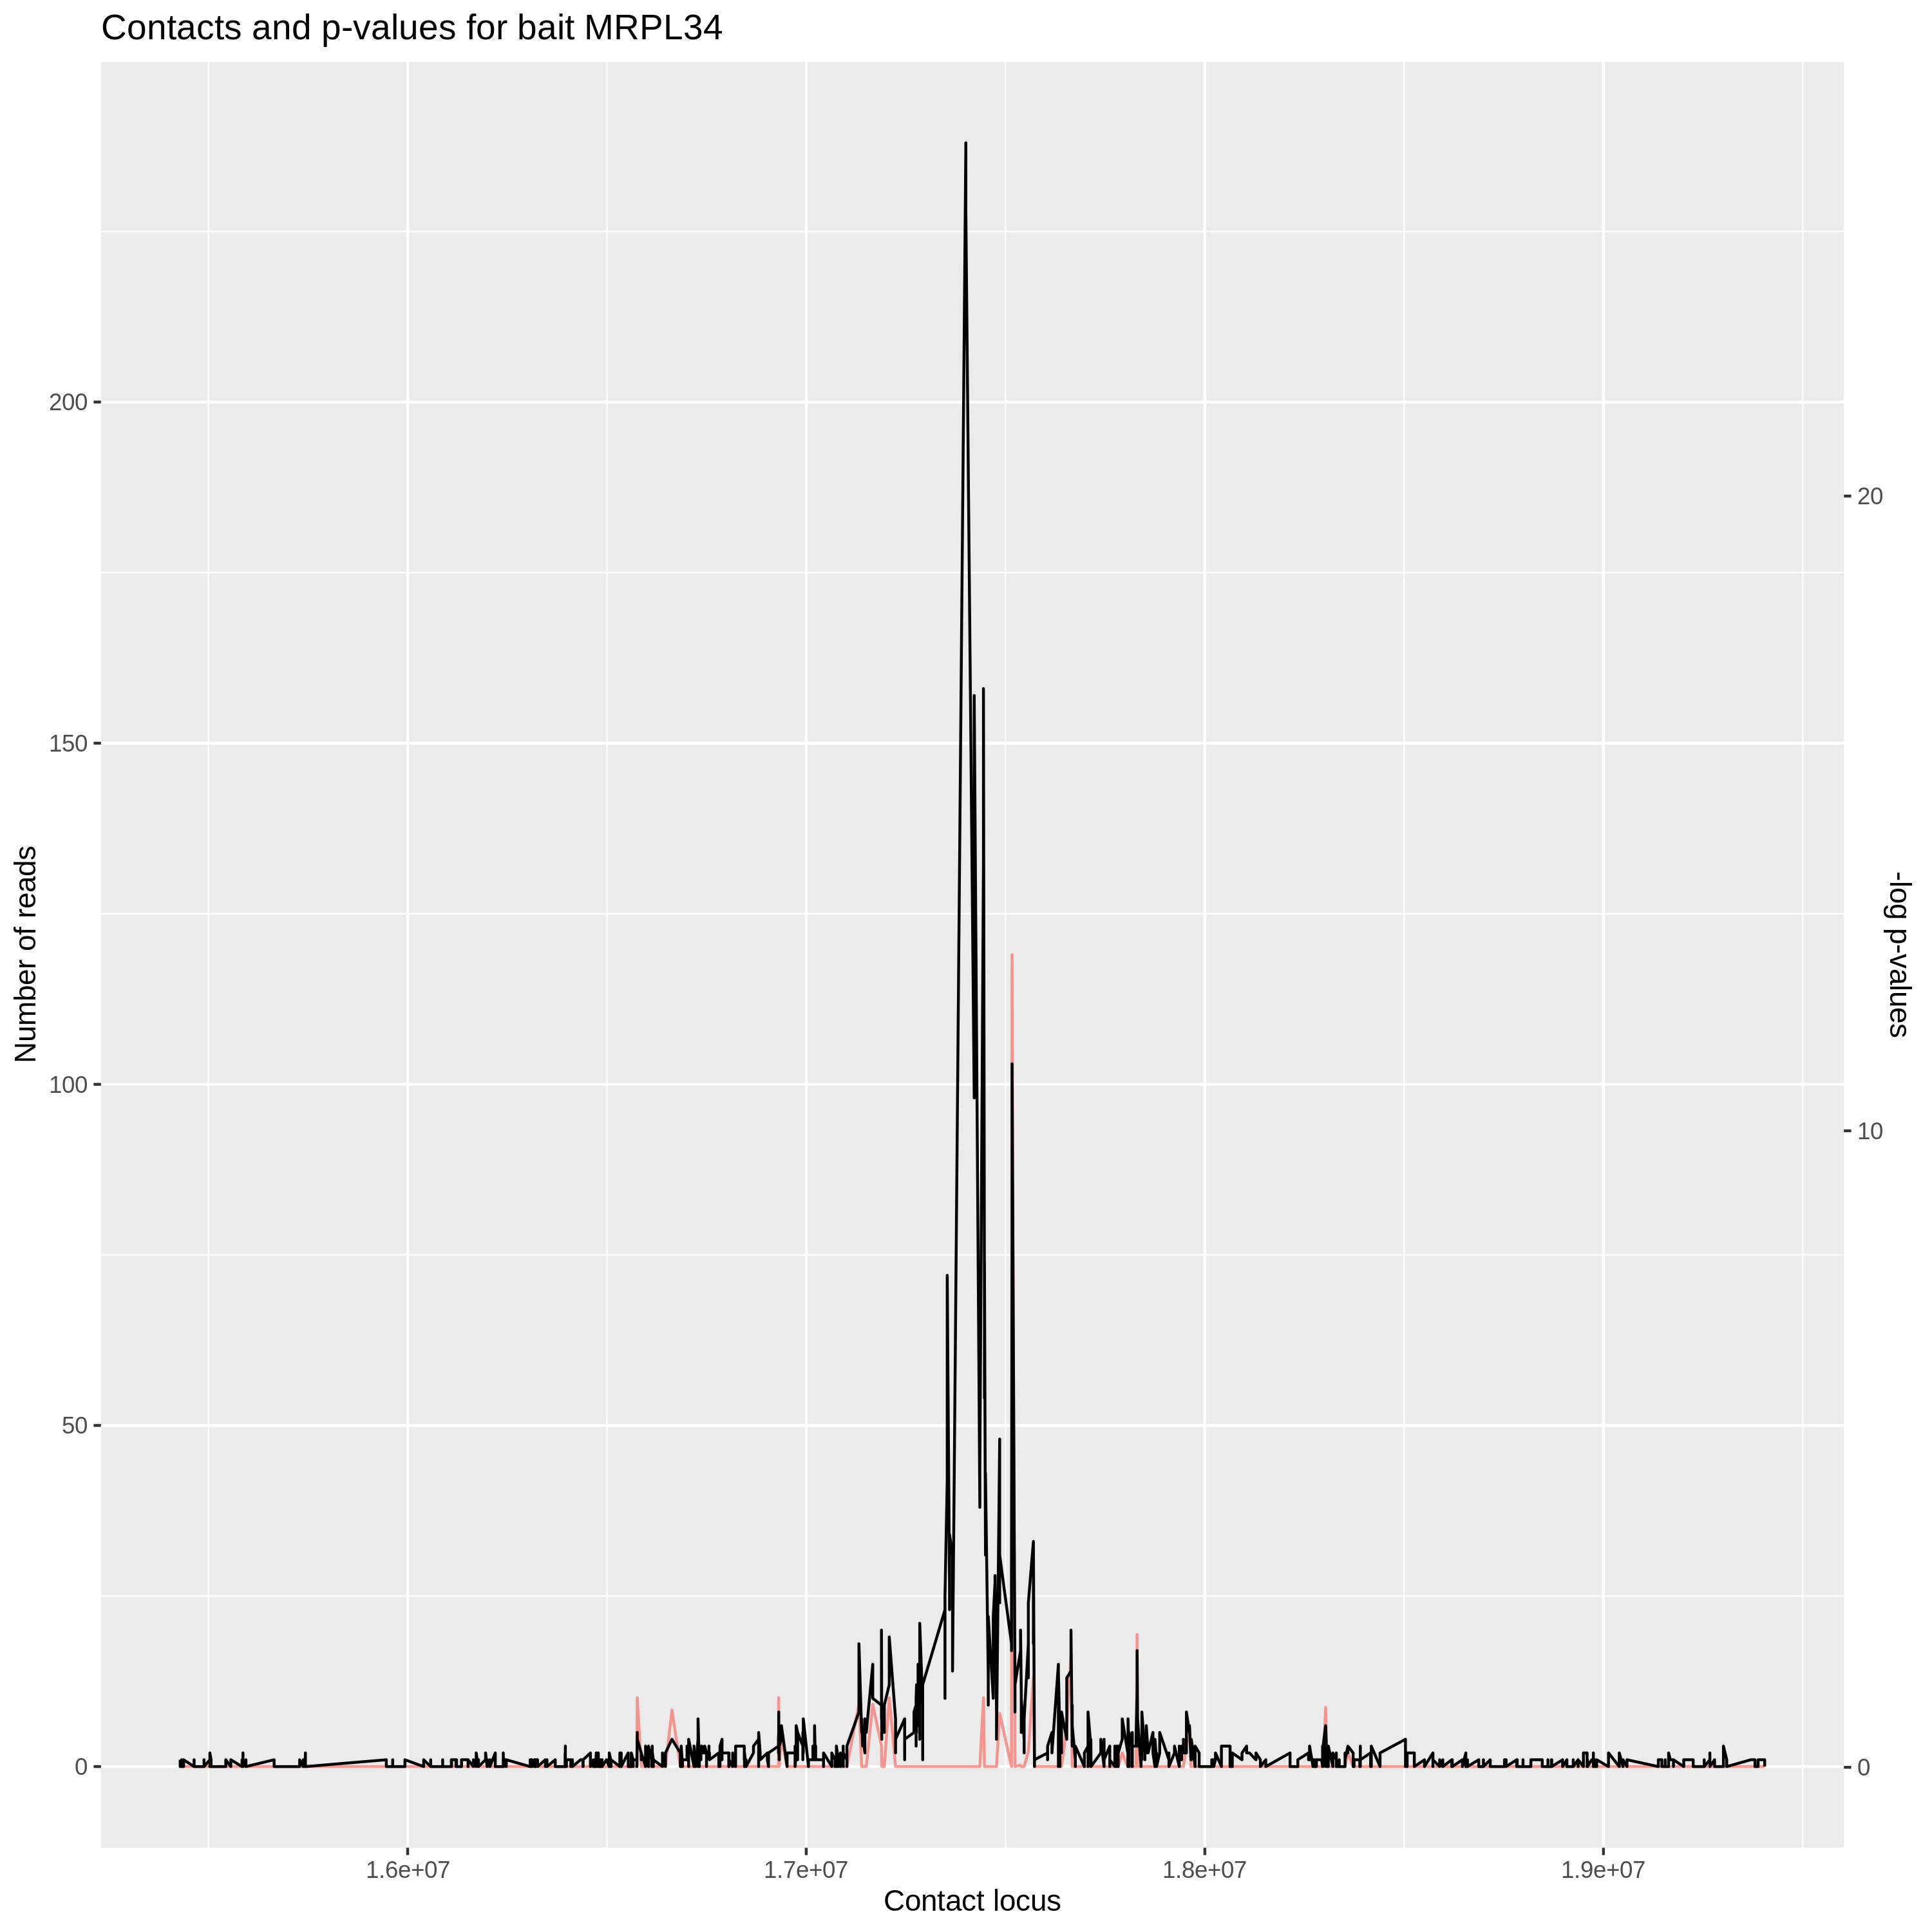 Contacts and p-values for bait MRPL34
200
150
100
50
0
Number of reads
20
10
0
-log p-values
1.6e+07
1.7e+07
1.8e+07
1.9e+07
Contact locus